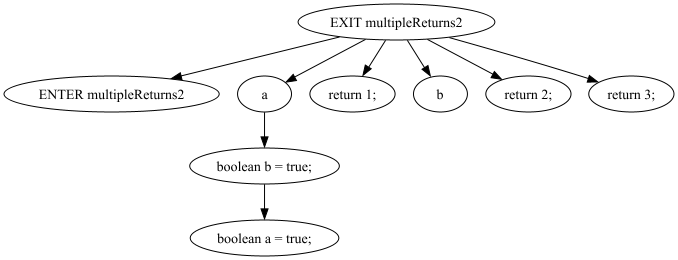 EXIT multipleReturns2
ENTER multipleReturns2
a
return 1;
b
return 2;
return 3;
boolean b = true;
boolean a = true;